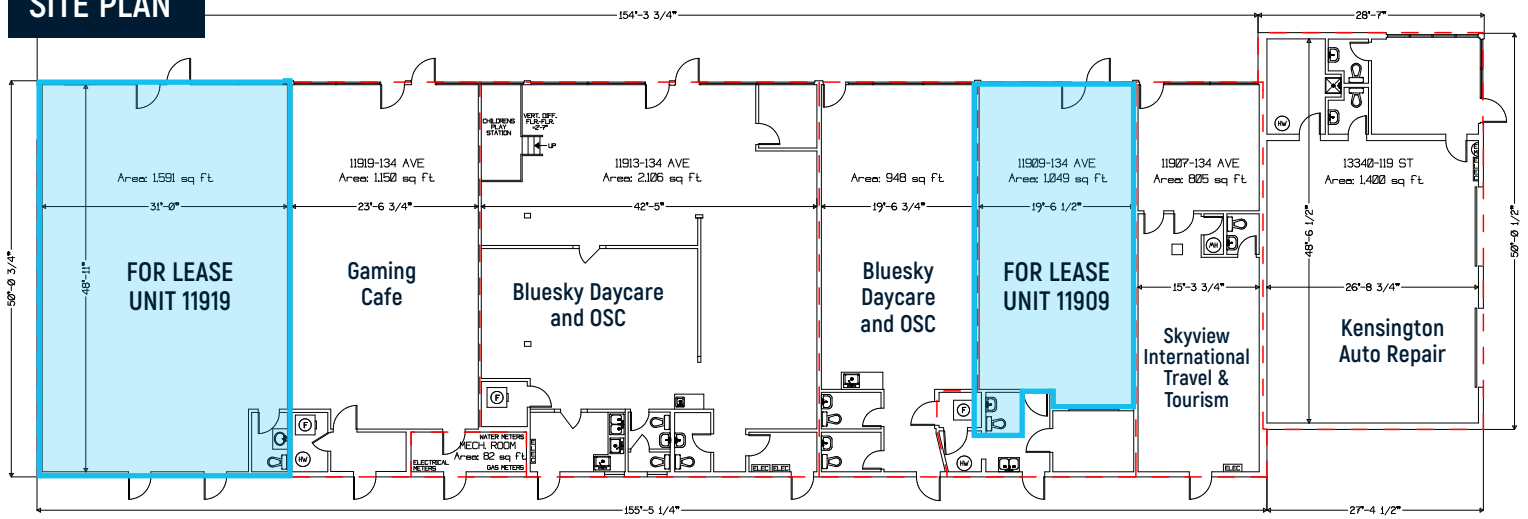 SITE PLAN
154'-3 3/4"
28'-7"
50'-0 3/4"
Area: 1,591 sq ft
31'-0"
48'-11"
FOR LEASE
UNIT 11919
F
HW
11919-134 AVE
Area: 1,150 sq ft
23'-6 3/4"
Gaming
Cafe
WATER METERS
MECH. ROOM
Area: 82 sq ft
ELECTRICAL
METERS
GAS METERS
CHILDRENS
PLAY
STATION
VERT. DIFF.
FLR.-FLR.
=2'-7"
UP
11913-134 AVE
Area: 2,106 sq ft
42'-5"
Bluesky Daycare
and OSC
F
ELEC
ELEC
Area: 948 sq ft
19'-6 3/4"
Bluesky
Daycare
and OSC
F
HW
11909-134 AVE
Area: 1,049 sq ft
19'-6 1/2"
FOR LEASE
UNIT 11909
11907-134 AVE
Area: 805 sq ft
MH
15'-3 3/4"
Skyview
International
Travel &
Tourism
ELEC
HW
13340-119 ST
Area: 1,400 sq ft
48'-6 1/2"
26'-8 3/4"
Kensington
Auto Repair
50'-0 1/2"
155'-5 1/4"
27'-4 1/2"